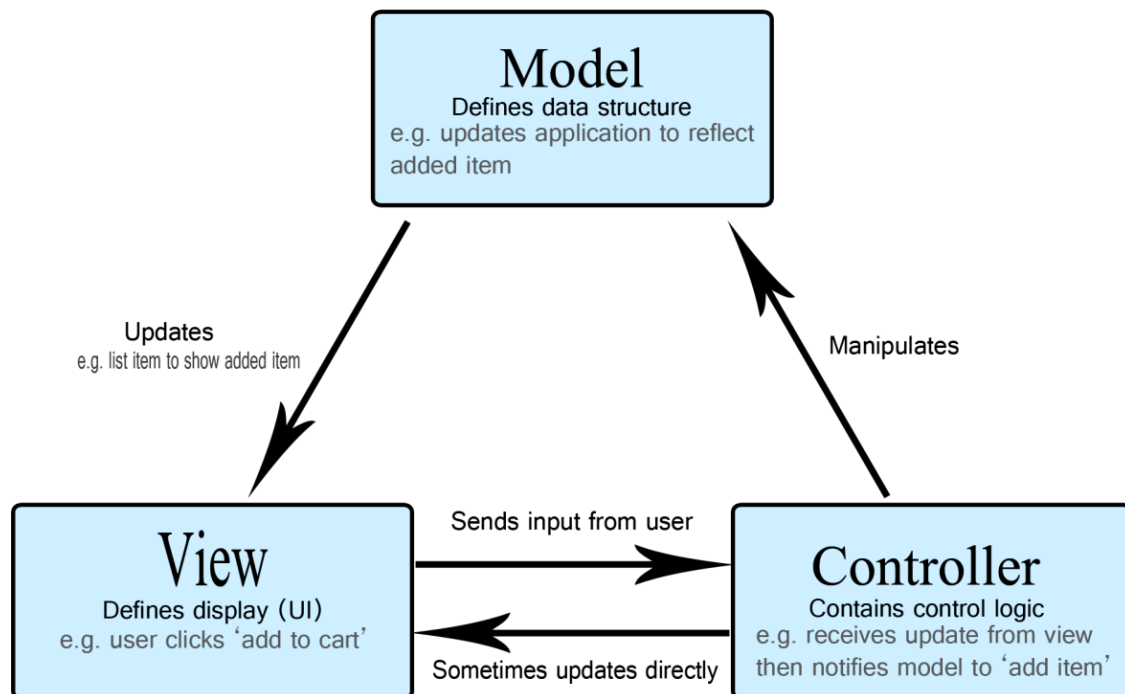 Model
Defines data structure
e.g. updates application to reflect
added item
Updates
e.g. list item to show added item
Manipulates
View
Defines display (UI)
e.g. user clicks ‘add to cart’
Sends input from user
Sometimes updates directly
Controller
Contains control logic
e.g. receives update from view
then notifies model to ‘add item’